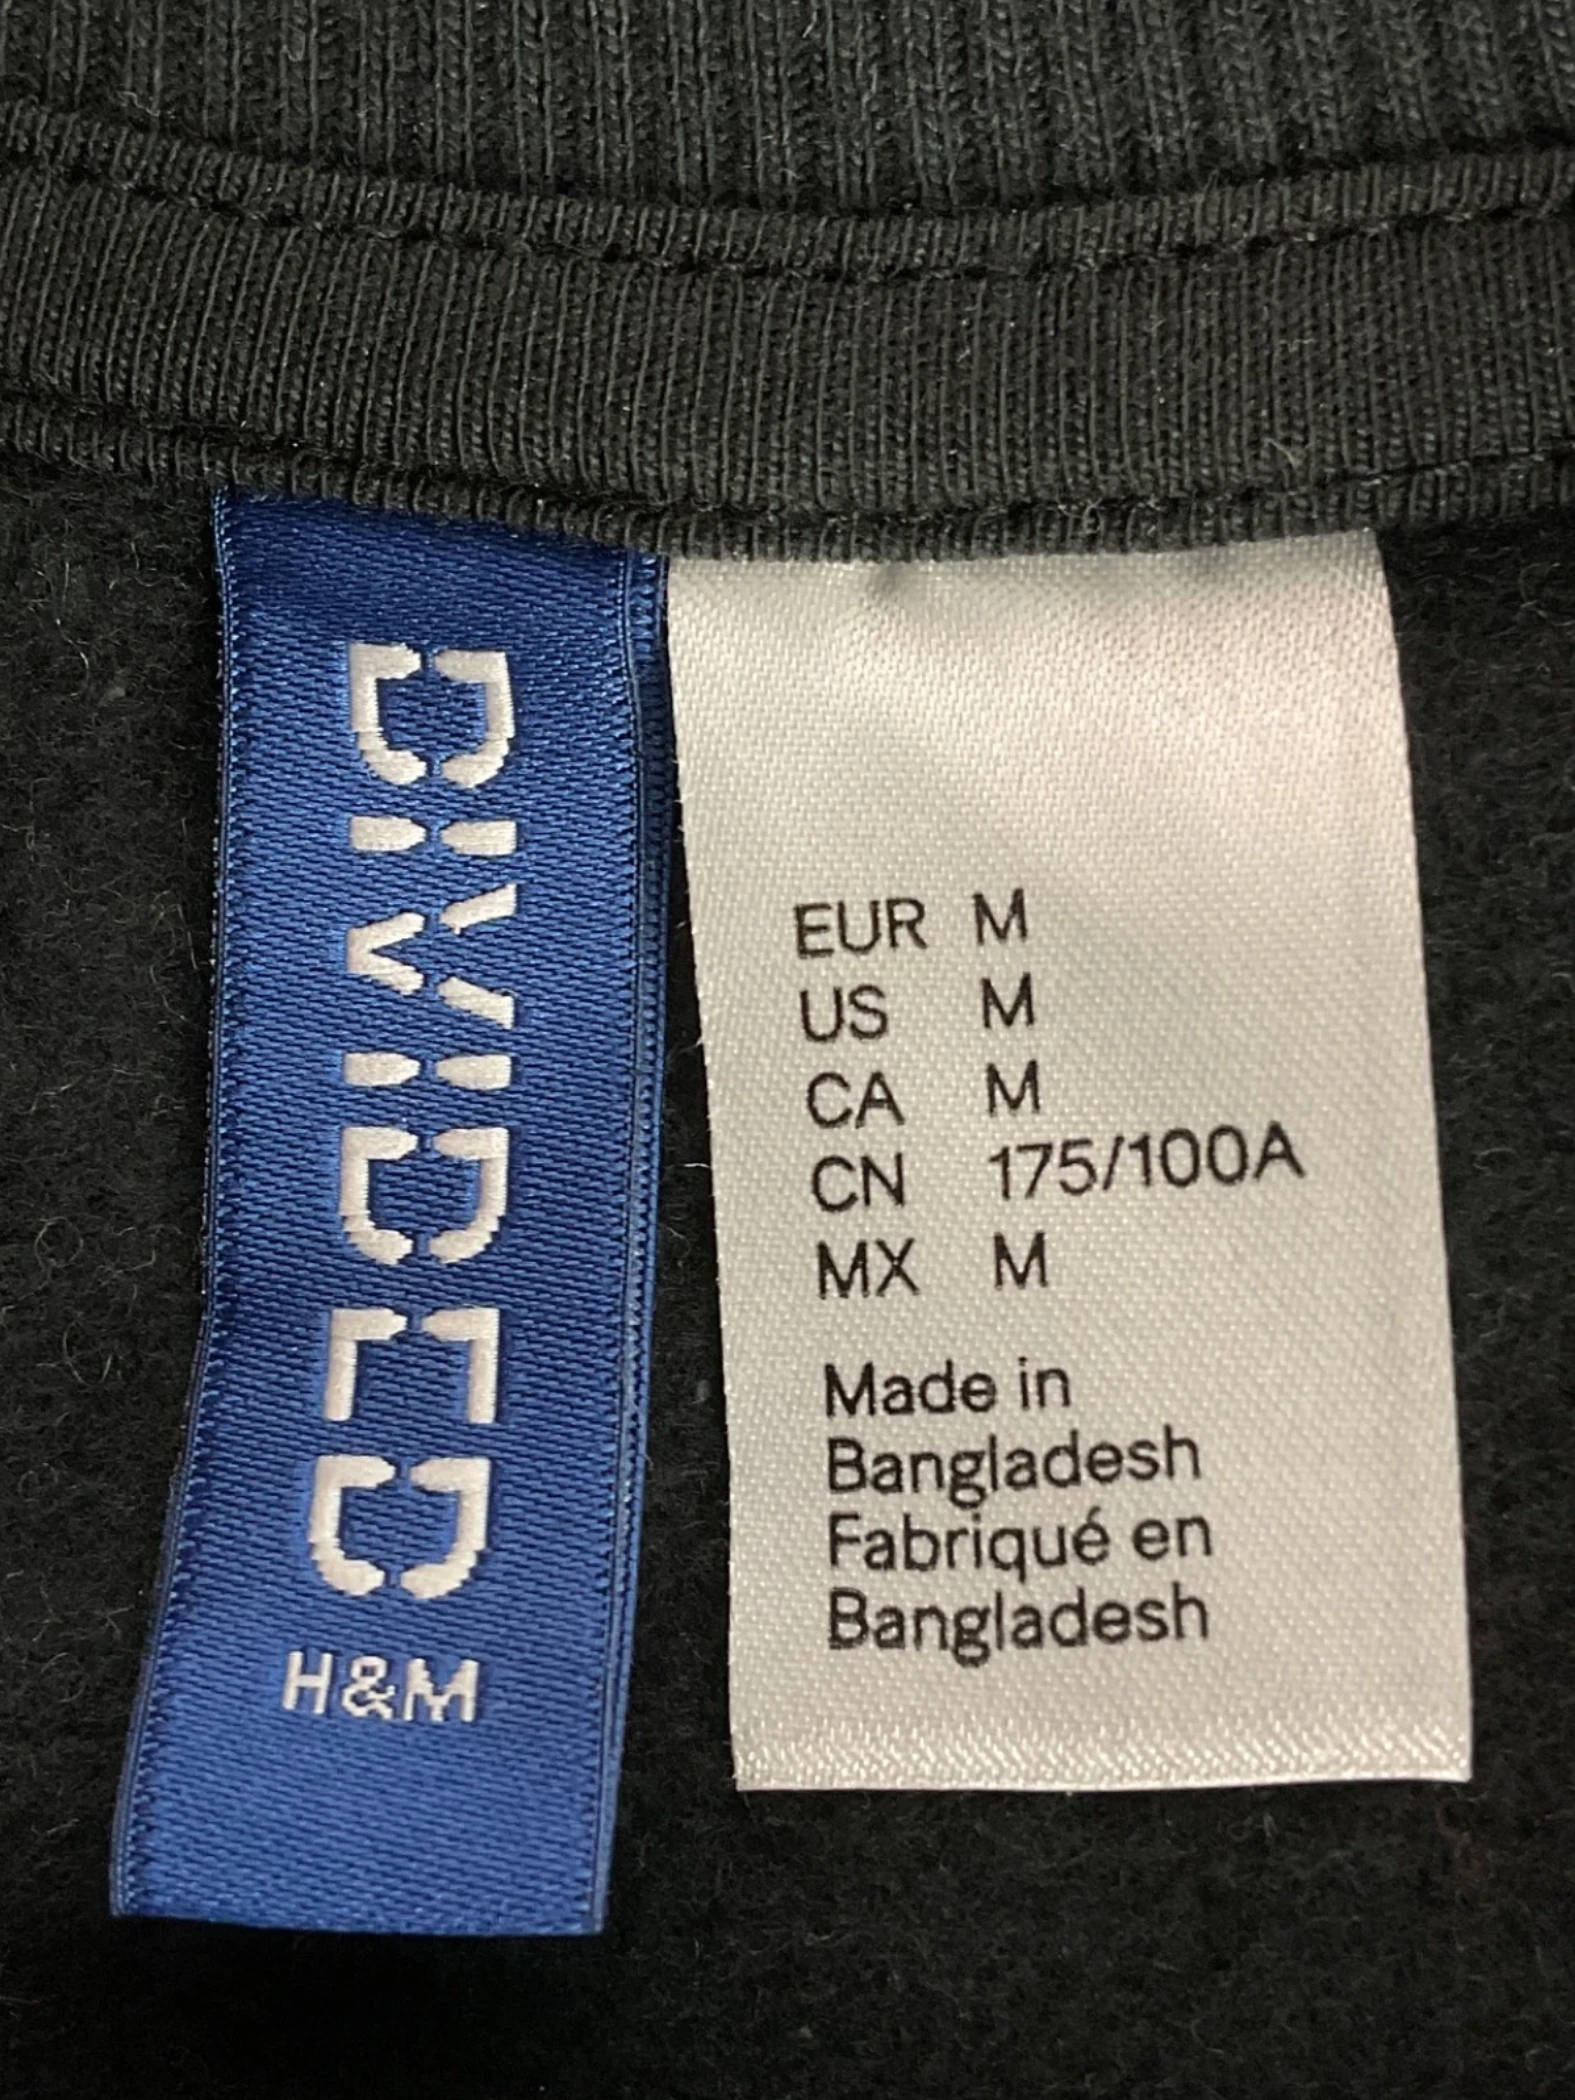 DIVIDED
H&M
EUR M
US M
CA M
CN 175/100A
MX M
Made in
Bangladesh
Fabriqué en
Bangladesh